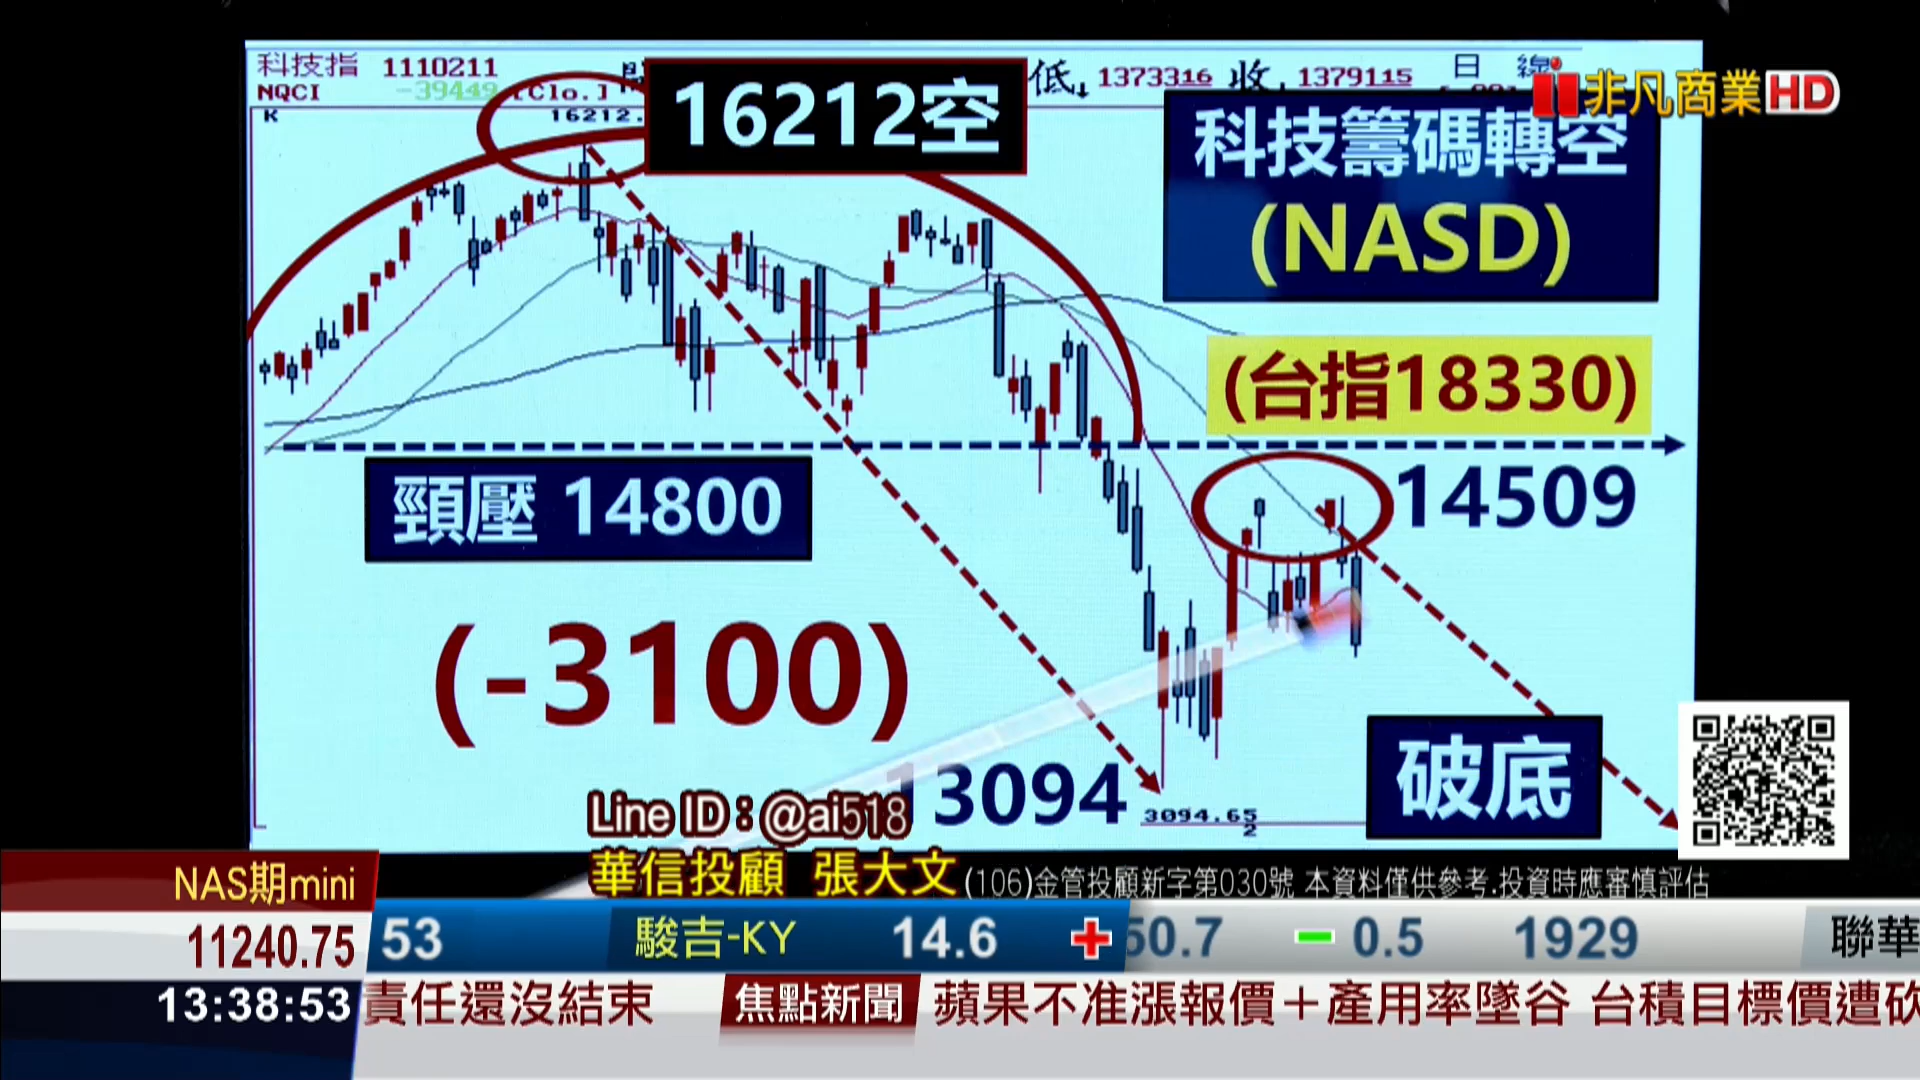 科技指 1110211
NQCI -39449 [Clo.]
低↓ 1373316 收, 1379115 日 線
K
16212.
16212空
非凡商業HD
科技籌碼轉空
(NASD)
(台指18330)
頸壓 14800
14509
(-3100)
破底
13094
3094.65
2
Line ID：@ai518
華信投顧 張大文 (106)金管投顧新字第030號 本資料僅供參考.投資時應審慎評估
NAS期mini
11240.75
53 駿吉-KY 14.6 50.7 0.5 1929 聯華
13:38:53
責任還沒結束 焦點新聞 蘋果不准漲報價＋產用率墜谷 台積目標價遭砍